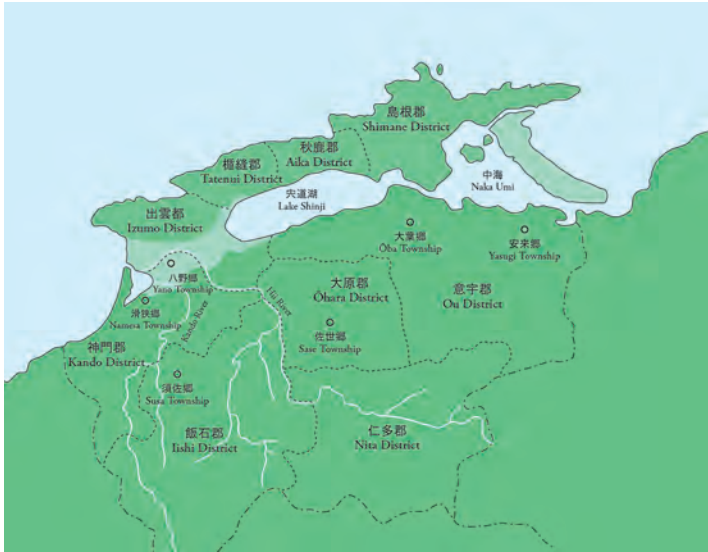 島根郡
Shimane District
秋鹿郡
Aika District
楯縫郡
Tatenui District
中海
Naka Umi
宍道湖
Lake Shinji
出雲郡
Izumo District
大葉郷
Ōba Township
安来郷
Yasugi Township
八野郷
Yano Township
大原郡
Ōhara District
意宇郡
Ou District
Hii River
滑狭郷
Namesa Township
Kando River
佐世郷
Sase Township
神門郡
Kando District
須佐郷
Susa Township
飯石郡
Iishi District
仁多郡
Nita District